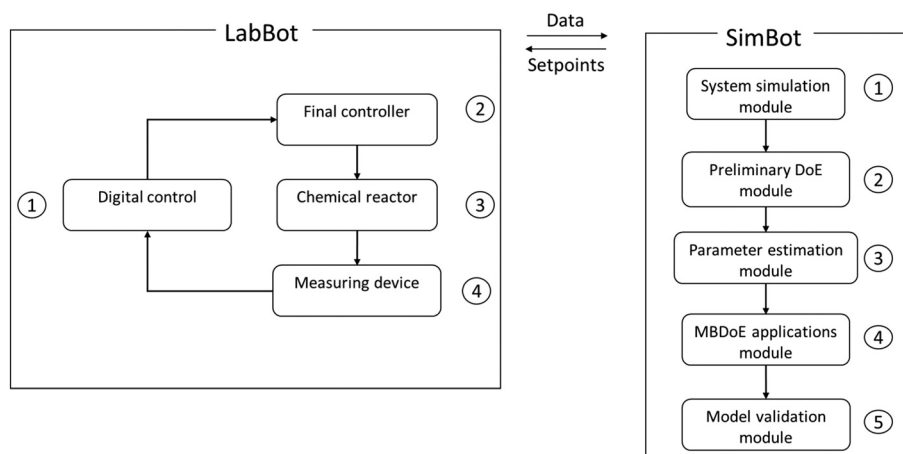 LabBot
Data
Setpoints
SimBot
Final controller
2
Digital control
1
Chemical reactor
3
Measuring device
4
System simulation
module
1
Preliminary DoE
module
2
Parameter estimation
module
3
MBDoE applications
module
4
Model validation
module
5